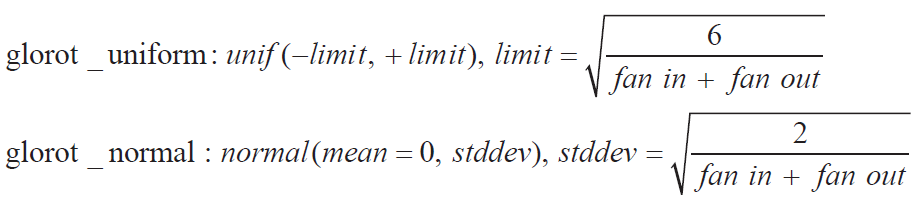 glorot _ uniform: unif(−limit, + limit), limit = √(6 / (fan in + fan out))
glorot _ normal : normal(mean = 0, stddev), stddev = √(2 / (fan in + fan out))